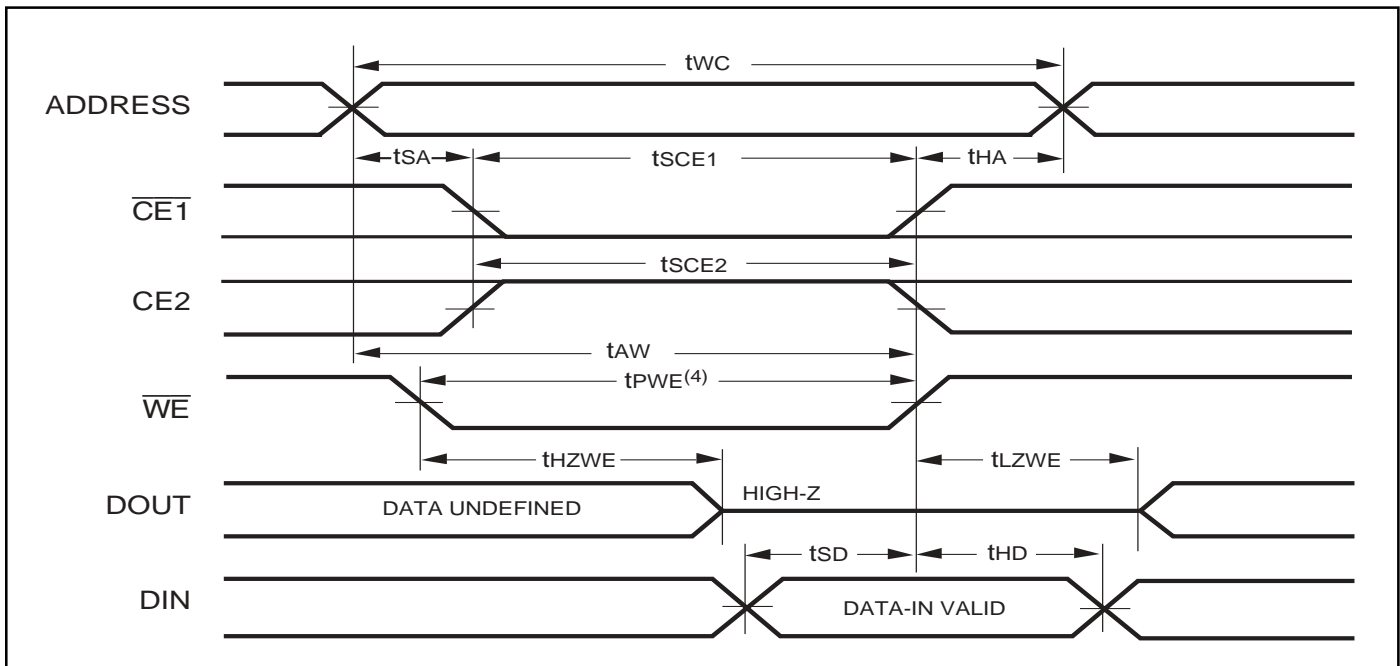 tWC
ADDRESS
tSA
tSCE1
tHA
CE1
tSCE2
CE2
tAW
tPWE(4)
WE
tHZWE
tLZWE
DOUT
DATA UNDEFINED
HIGH-Z
tSD
tHD
DIN
DATA-IN VALID